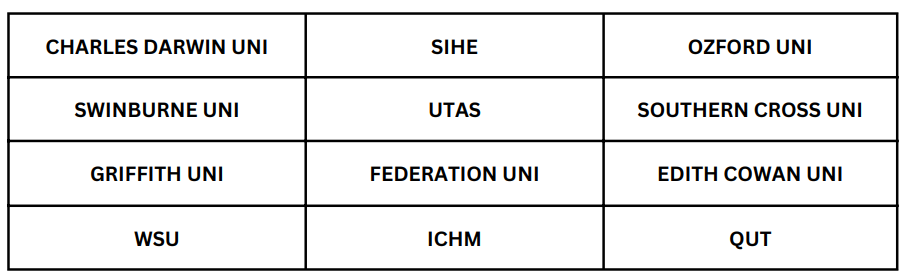 CHARLES DARWIN UNI
SIHE
OZFORD UNI
SWINBURNE UNI
UTAS
SOUTHERN CROSS UNI
GRIFFITH UNI
FEDERATION UNI
EDITH COWAN UNI
WSU
ICHM
QUT